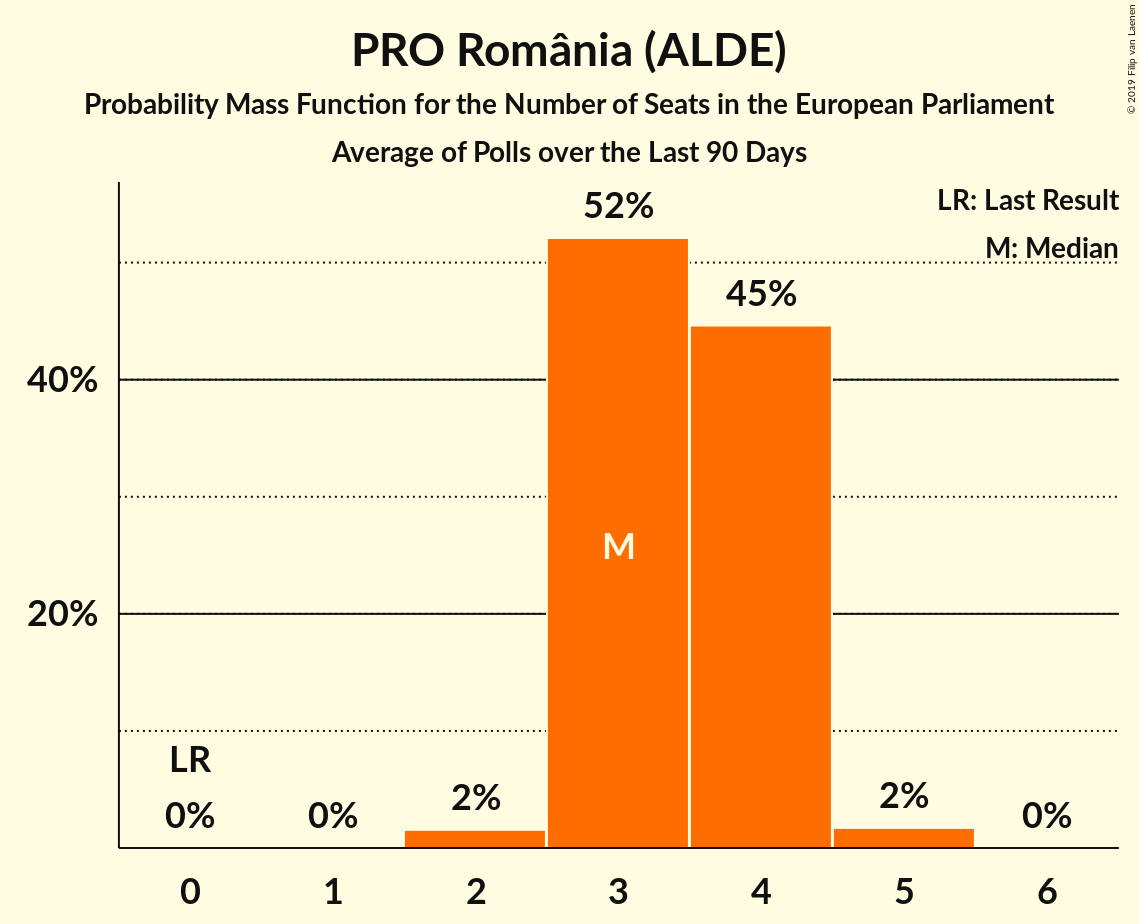 PRO România (ALDE)
Probability Mass Function for the Number of Seats in the European Parliament
Average of Polls over the Last 90 Days
© 2019 Filip van Laenen
LR: Last Result
M: Median
52%
45%
40%
M
20%
LR
0%
0%
2%
2%
0%
0
1
2
3
4
5
6